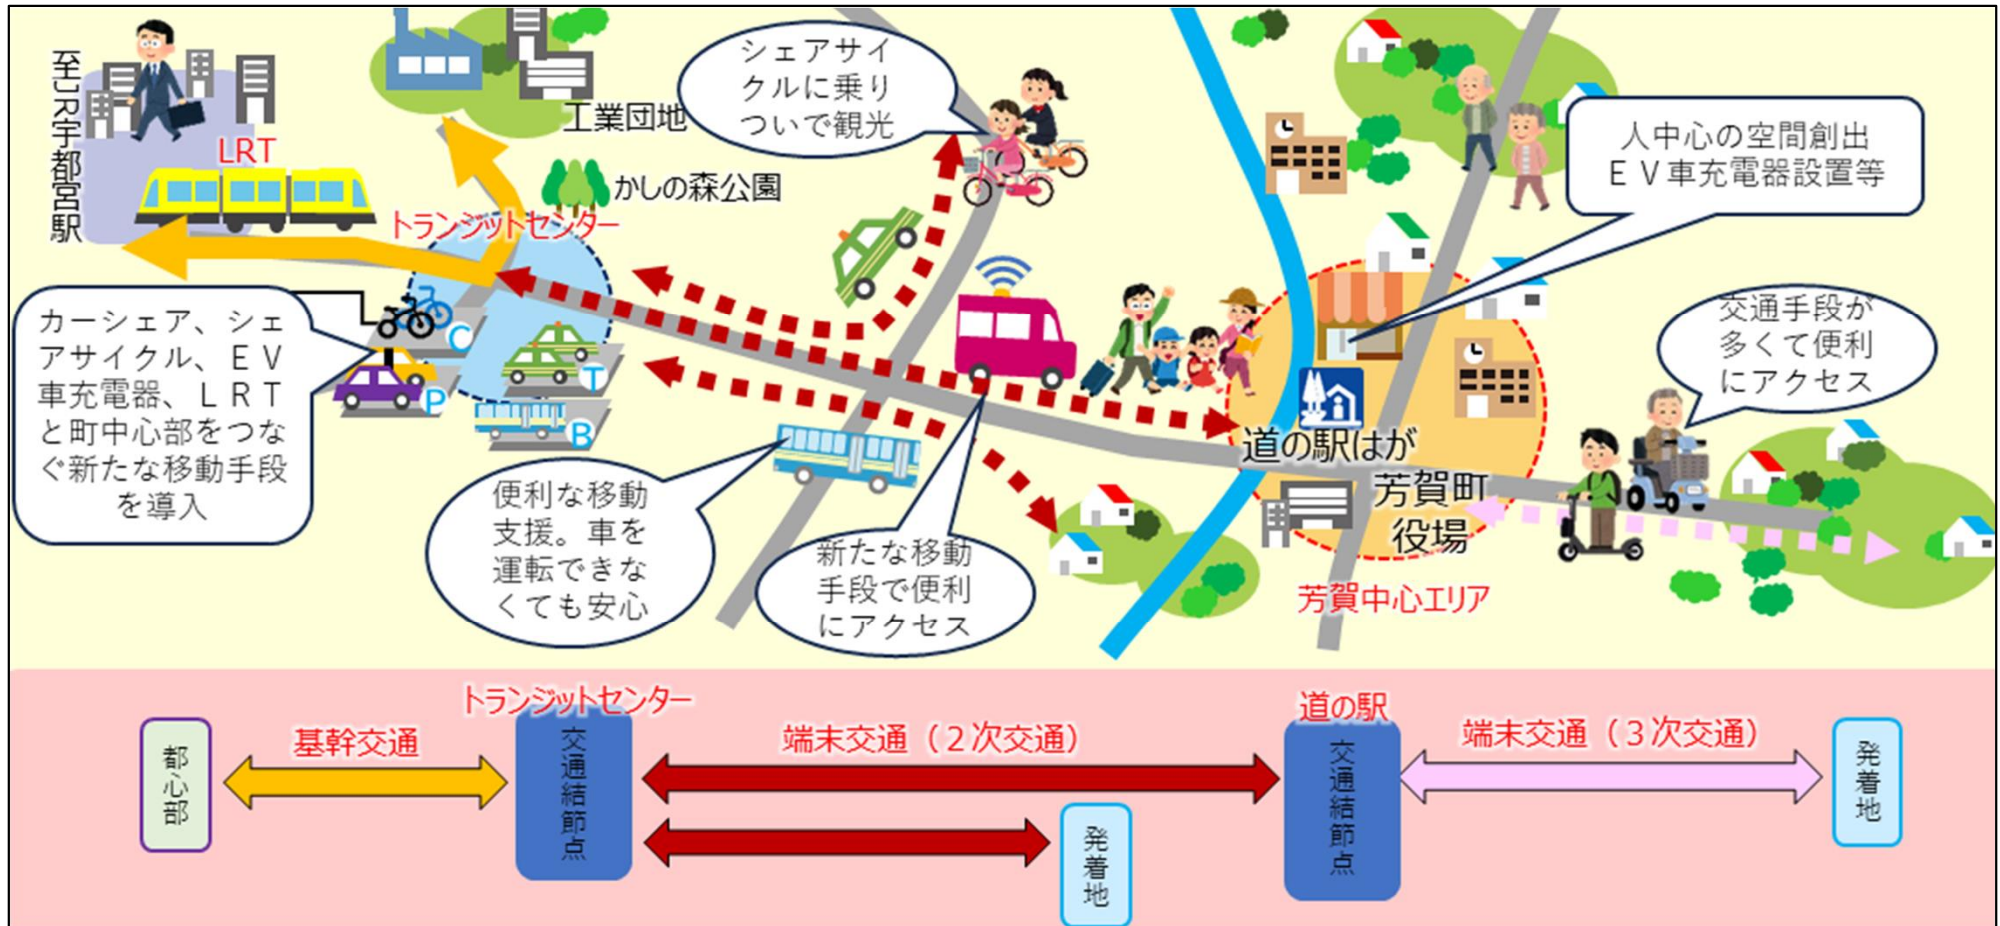 至JR宇都宮駅
LRT
工業団地
かしの森公園
トランジットセンター
シェアサイ
クルに乗り
ついで観光
人中心の空間創出
ＥＶ車充電器設置等
カーシェア、シェ
アサイクル、ＥＶ
車充電器、ＬＲＴ
と町中心部をつな
ぐ新たな移動手段
を導入
C
P
T
B
便利な移動
支援。車を
運転できな
くても安心
新たな移動
手段で便利
にアクセス
交通手段が
多くて便利
にアクセス
道の駅はが
芳賀町
役場
芳賀中心エリア
都心部
基幹交通
トランジットセンター
交通結節点
端末交通（２次交通）
発着地
道の駅
交通結節点
端末交通（３次交通）
発着地